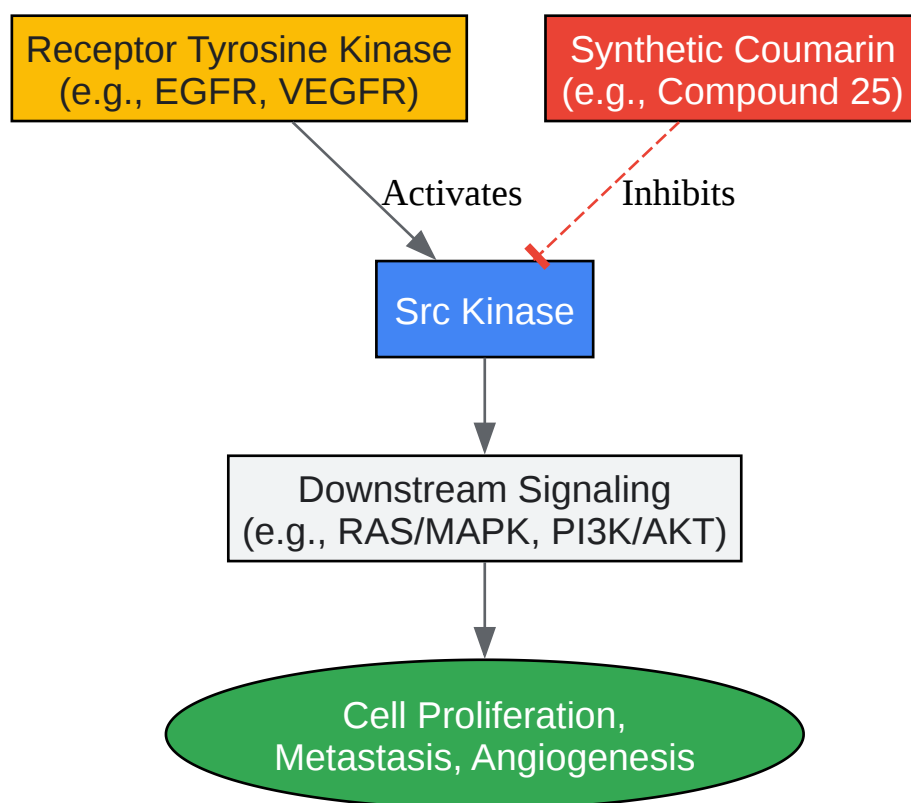 Receptor Tyrosine Kinase
(e.g., EGFR, VEGFR)
Synthetic Coumarin
(e.g., Compound 25)
Activates
Inhibits
Src Kinase
Downstream Signaling
(e.g., RAS/MAPK, PI3K/AKT)
Cell Proliferation,
Metastasis, Angiogenesis